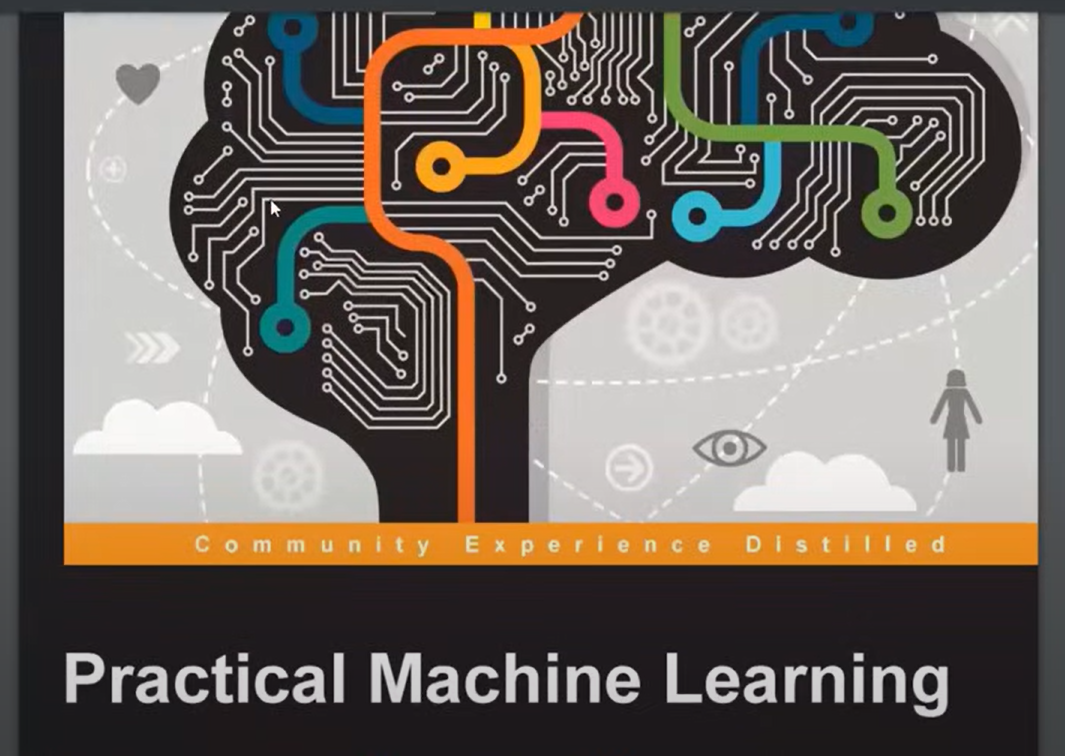 Community Experience Distilled
Practical Machine Learning